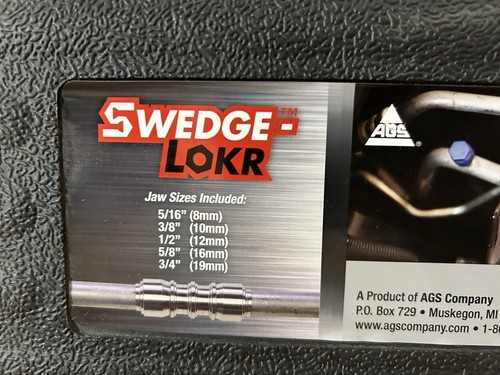 SWEDGE-™
LOKR
Jaw Sizes Included:
5/16" (8mm)
3/8" (10mm)
1/2" (12mm)
5/8" (16mm)
3/4" (19mm)
AGS®
A Product of AGS Company
P.O. Box 729 • Muskegon, MI
www.agscompany.com • 1-80